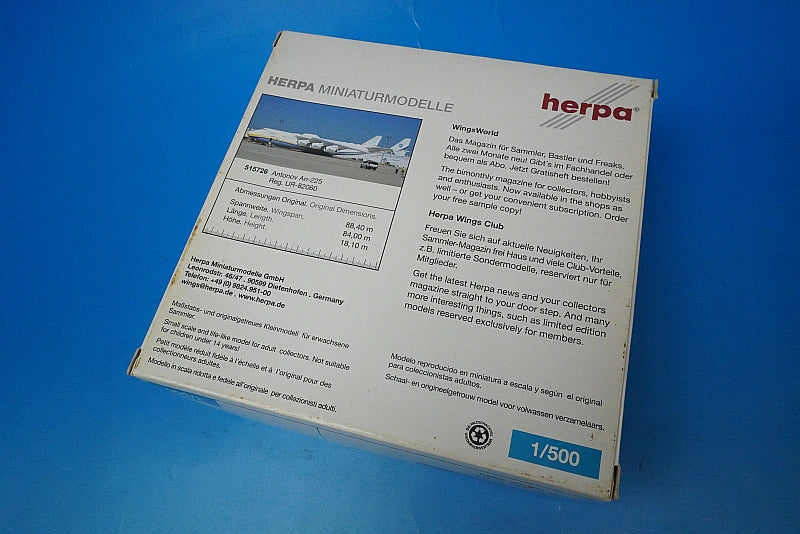 HERPA MINIATURMODELLE
515726 Antonov An-225
Reg. UR-82060
Abmessungen Original. Original Dimensions.
Spannweite. Wingspan. 88,40 m
Länge. Length. 84,00 m
Höhe. Height. 18,10 m
Herpa Miniaturmodelle GmbH
Leonrodstr. 46/47 . 90599 Dietenhofen . Germany
Telefon: +49 (0) 9824.951-00
wings@herpa.de . www.herpa.de
Maßstabs- und originalgetreues Kleinmodell für erwachsene
Sammler.
Small scale and life-like model for adult collectors. Not suitable
for children under 14 years!
Petit modèle réduit fidèle à l'échelle et à l'original pour des
collectionneurs adultes.
Modello in scala ridotta e fedele all'originale per collezionisti adulti.
herpa®
WingsWorld
Das Magazin für Sammler, Bastler und Freaks.
Alle zwei Monate neu! Gibt's im Fachhandel oder
bequem als Abo. Jetzt Gratisheft bestellen!
The bimonthly magazine for collectors, hobbyists
and enthusiasts. Now available in the shops as
well – or get your convenient subscription. Order
your free sample copy!
Herpa Wings Club
Freuen Sie sich auf aktuelle Neuigkeiten, Ihr
Sammler-Magazin frei Haus und viele Club-Vorteile,
z.B. limitierte Sondermodelle, reserviert nur für
Mitglieder.
Get the latest Herpa news and your collectors
magazine straight to your door step. And many
more interesting things, such as limited edition
models reserved exclusively for members.
Modelo reproducido en miniatura a escala y según el original
para coleccionistas adultos.
Schaal- en origineelgetrouw model voor volwassen verzamelaars.
1/500